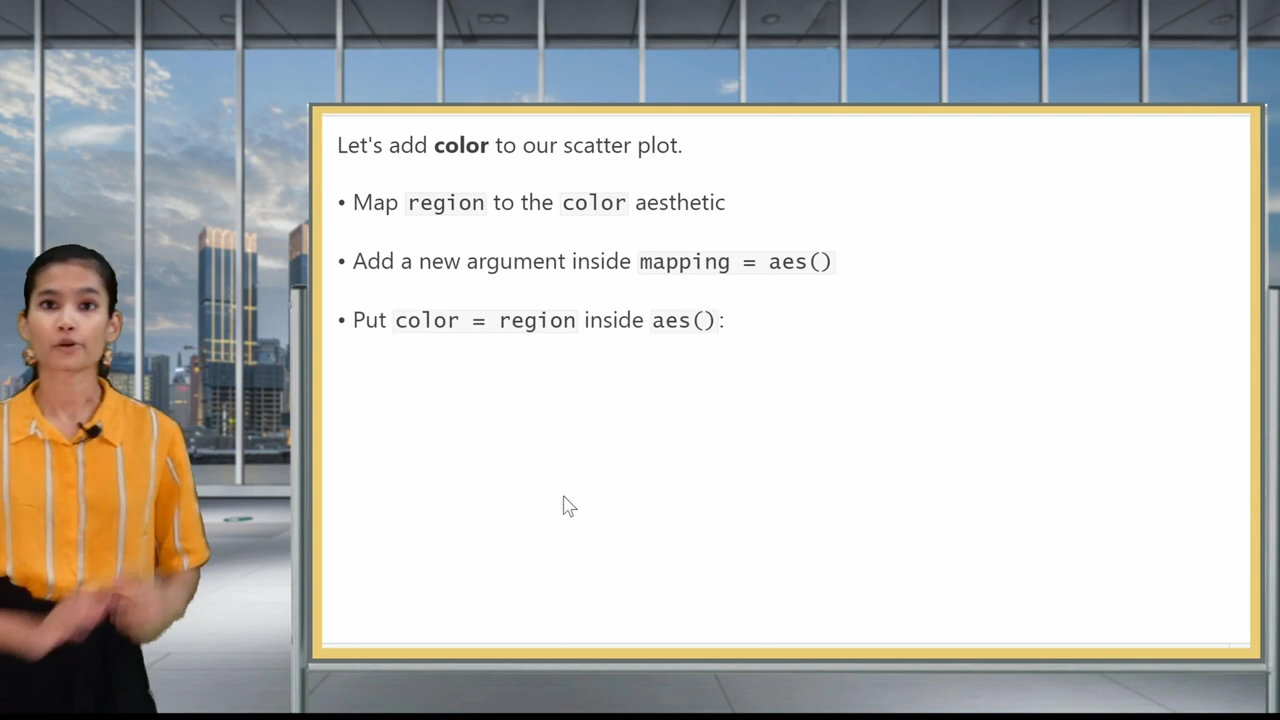 Let's add color to our scatter plot.
• Map region to the color aesthetic
• Add a new argument inside mapping = aes()
• Put color = region inside aes():